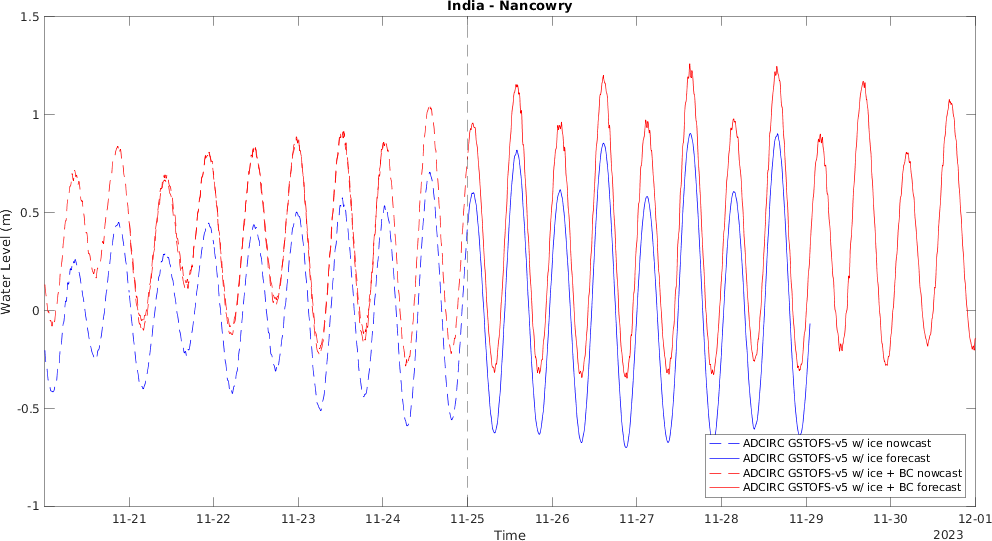 India - Nancowry
Water Level (m)
1.5
1
0.5
0
-0.5
-1
ADCIRC GSTOFS-v5 w/ ice nowcast
ADCIRC GSTOFS-v5 w/ ice forecast
ADCIRC GSTOFS-v5 w/ ice + BC nowcast
ADCIRC GSTOFS-v5 w/ ice + BC forecast
11-21 11-22 11-23 11-24 11-25 11-26 11-27 11-28 11-29 11-30 12-01
Time
2023